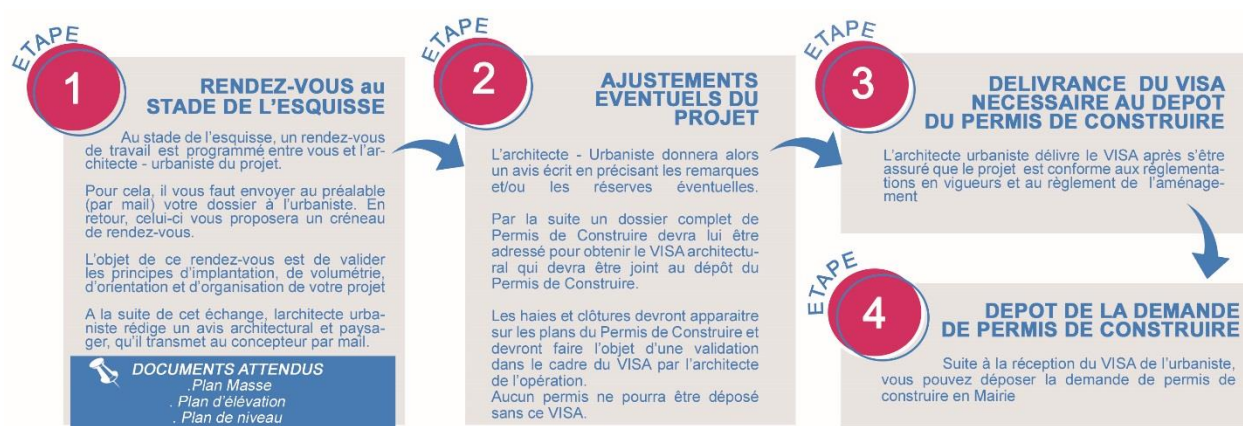 ETAPE
1
RENDEZ-VOUS au
STADE DE L'ESQUISSE
Au stade de l'esquisse, un rendez-vous
de travail est programmé entre vous et l'ar-
chitecte - urbaniste du projet.
Pour cela, il vous faut envoyer au préalable
(par mail) votre dossier à l'urbaniste. En
retour, celui-ci vous proposera un créneau
de rendez-vous.
L'objet de ce rendez-vous est de valider
les principes d'implantation, de volumétrie,
d'orientation et d'organisation de votre projet
A la suite de cet échange, larchitecte urba-
niste rédige un avis architectural et paysa-
ger, qu'il transmet au concepteur par mail.
DOCUMENTS ATTENDUS
.Plan Masse
. Plan d'élévation
. Plan de niveau
ETAPE
2
AJUSTEMENTS
EVENTUELS DU
PROJET
L'architecte - Urbaniste donnera alors
un avis écrit en précisant les remarques
et/ou les réserves éventuelles.
Par la suite un dossier complet de
Permis de Construire devra lui être
adressé pour obtenir le VISA architectu-
ral qui devra être joint au dépôt du
Permis de Construire.
Les haies et clôtures devront apparaitre
sur les plans du Permis de Construire et
devront faire l'objet d'une validation
dans le cadre du VISA par l'architecte
de l'opération.
Aucun permis ne pourra être déposé
sans ce VISA.
ETAPE
3
DELIVRANCE DU VISA
NECESSAIRE AU DEPOT
DU PERMIS DE CONSTRUIRE
L'architecte urbaniste délivre le VISA après s'être
assuré que le projet est conforme aux réglementa-
tions en vigueurs et au règlement de l'aménage-
ment
ETAPE
4
DEPOT DE LA DEMANDE
DE PERMIS DE CONSTRUIRE
Suite à la réception du VISA de l'urbaniste,
vous pouvez déposer la demande de permis de
construire en Mairie